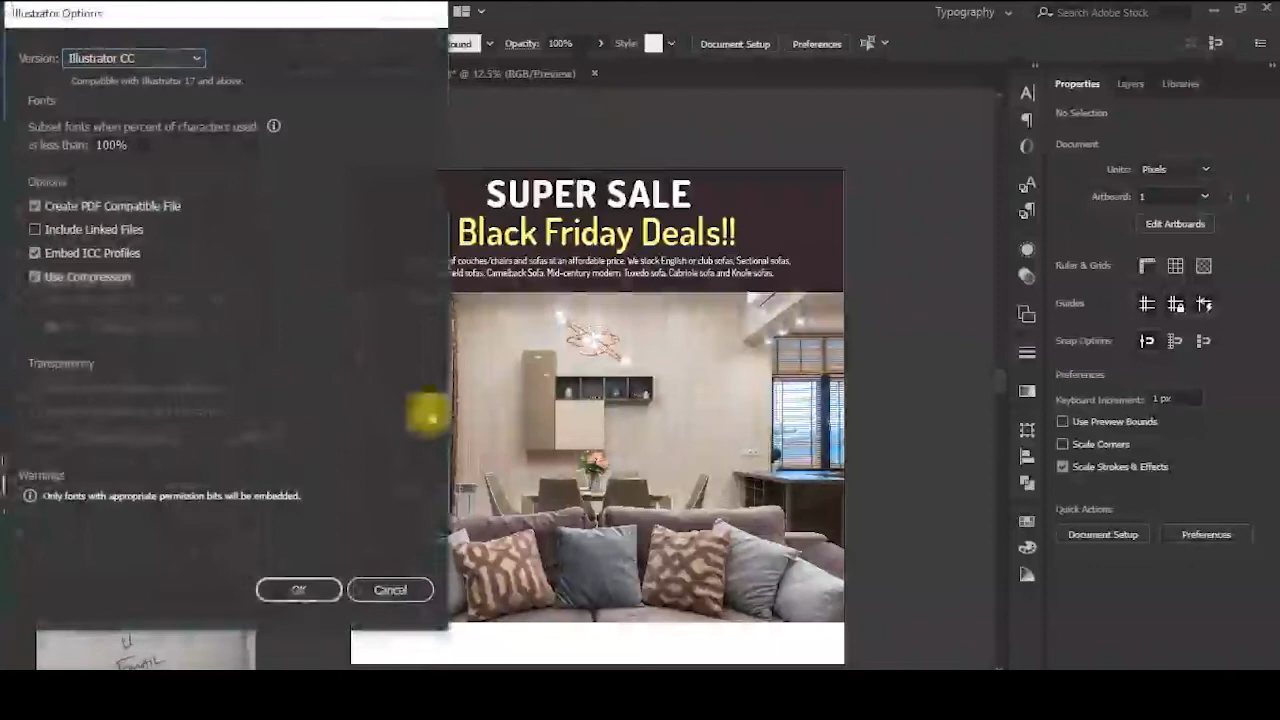 Illustrator Options
Version: Illustrator CC
Compatible with Illustrator 17 and above.
Fonts
Subset fonts when percent of characters used
is less than: 100%
Options
Create PDF Compatible File
Include Linked Files
Embed ICC Profiles
Use Compression
Transparency
Warnings
Only fonts with appropriate permission bits will be embedded.
OK
Cancel
Typography
Search Adobe Stock
ound
Opacity: 100%
Style:
Document Setup
Preferences
* @ 12.5% (RGB/Preview)
SUPER SALE
Black Friday Deals!!
of couches/chairs and sofas at an affordable price. We stock English or club sofas, Sectional sofas,
eld sofas, Camelback Sofa, Mid-century modern, Tuxedo sofa, Cabriole sofa and Knole sofas.
Properties
Layers
Libraries
No Selection
Document
Units: Pixels
Artboard: 1
Edit Artboards
Ruler & Grids
Guides
Snap Options
Preferences
Keyboard Increment: 1 px
Use Preview Bounds
Scale Corners
Scale Strokes & Effects
Quick Actions
Document Setup
Preferences